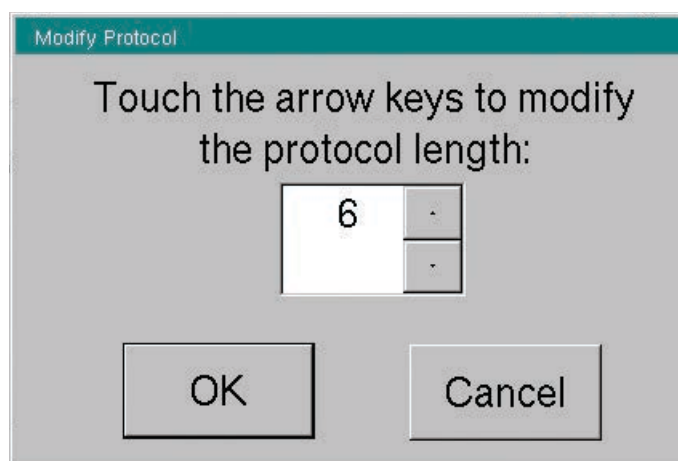 Modify Protocol
Touch the arrow keys to modify
the protocol length:
6
OK
Cancel